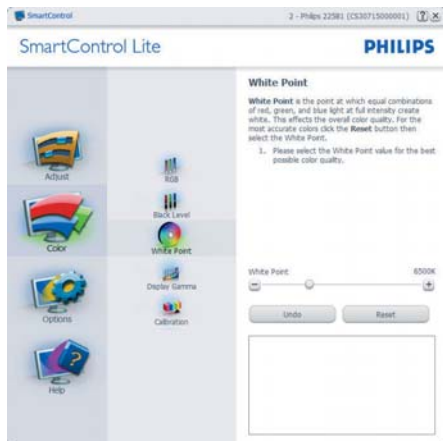 SmartControl
2 - Philips 225B1 (CS30715000001)
SmartControl Lite
PHILIPS
Adjust
Color
Options
Help
RGB
Black Level
White Point
Display Gamma
Calibration
White Point
White Point is the point at which equal combinations
of red, green, and blue light at full intensity create
white. This effects the overall color quality. For the
most accurate colors click the Reset button then
select the White Point.
1. Please select the White Point value for the best
possible color quality.
White Point
6500K
Undo
Reset